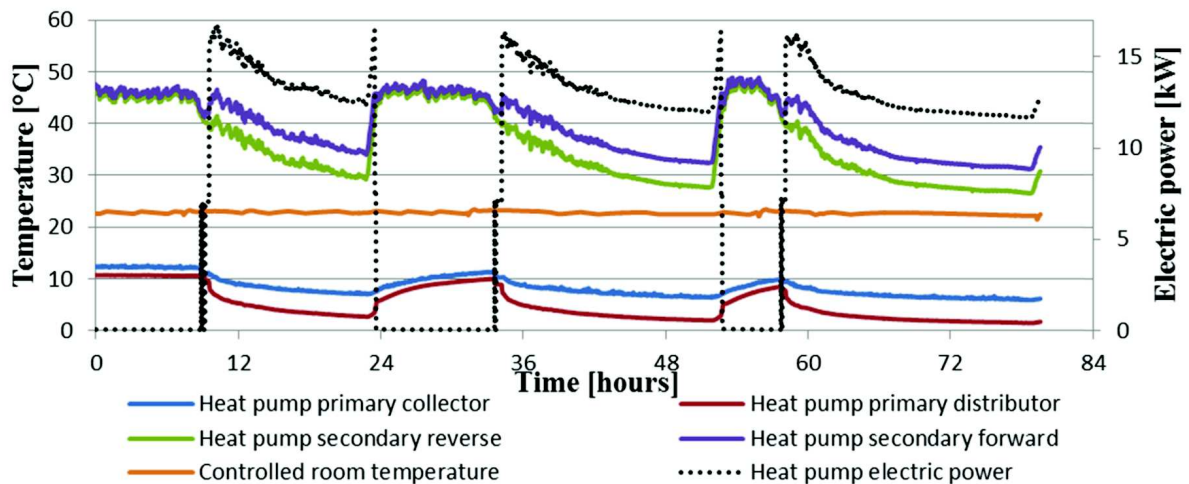 Temperature [°C]
60
50
40
30
20
10
0
0
12
24
36
48
60
72
84
Time [hours]
15
10
5
0
Electric power [kW]
Heat pump primary collector
Heat pump primary distributor
Heat pump secondary reverse
Heat pump secondary forward
Controlled room temperature
Heat pump electric power